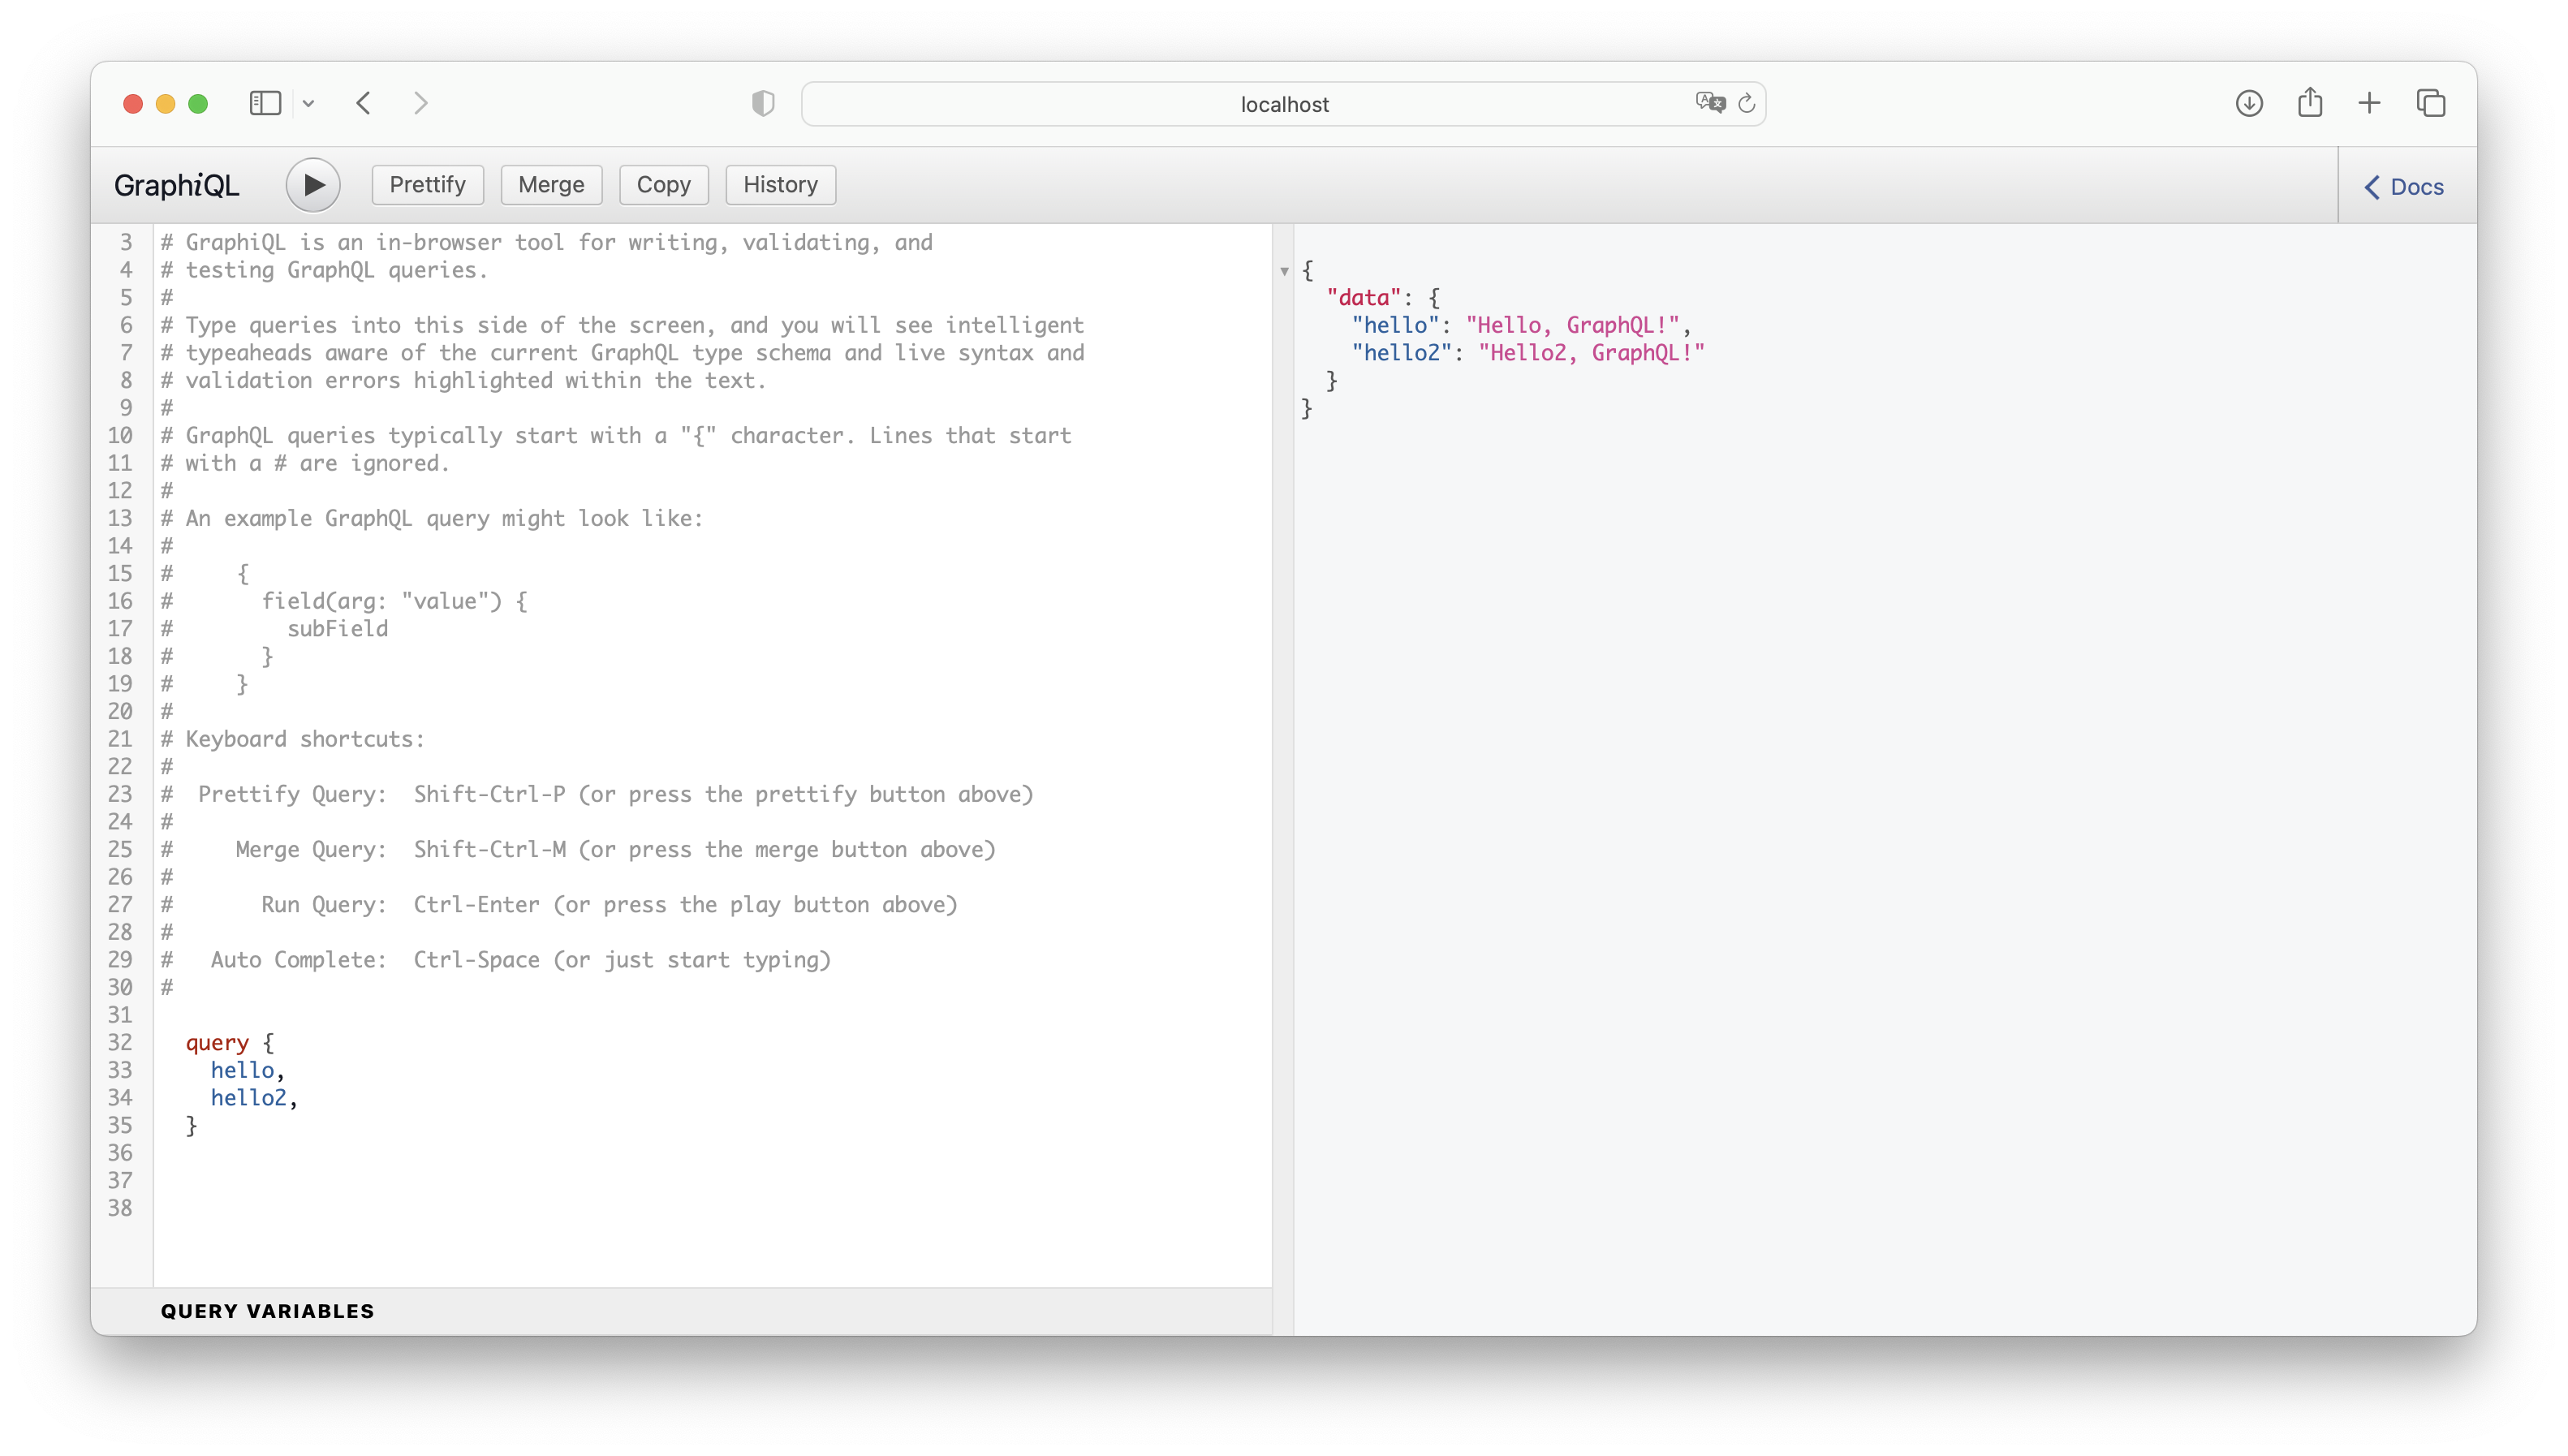 localhost
GraphiQL Prettify Merge Copy History Docs
3 # GraphiQL is an in-browser tool for writing, validating, and
4 # testing GraphQL queries.
5 #
6 # Type queries into this side of the screen, and you will see intelligent
7 # typeaheads aware of the current GraphQL type schema and live syntax and
8 # validation errors highlighted within the text.
9 #
10 # GraphQL queries typically start with a "{" character. Lines that start
11 # with a # are ignored.
12 #
13 # An example GraphQL query might look like:
14 #
15 #     {
16 #       field(arg: "value") {
17 #         subField
18 #       }
19 #     }
20 #
21 # Keyboard shortcuts:
22 #
23 #  Prettify Query:  Shift-Ctrl-P (or press the prettify button above)
24 #
25 #     Merge Query:  Shift-Ctrl-M (or press the merge button above)
26 #
27 #       Run Query:  Ctrl-Enter (or press the play button above)
28 #
29 #   Auto Complete:  Ctrl-Space (or just start typing)
30 #
31
32   query {
33     hello,
34     hello2,
35   }
36
37
38
QUERY VARIABLES
{
  "data": {
    "hello": "Hello, GraphQL!",
    "hello2": "Hello2, GraphQL!"
  }
}